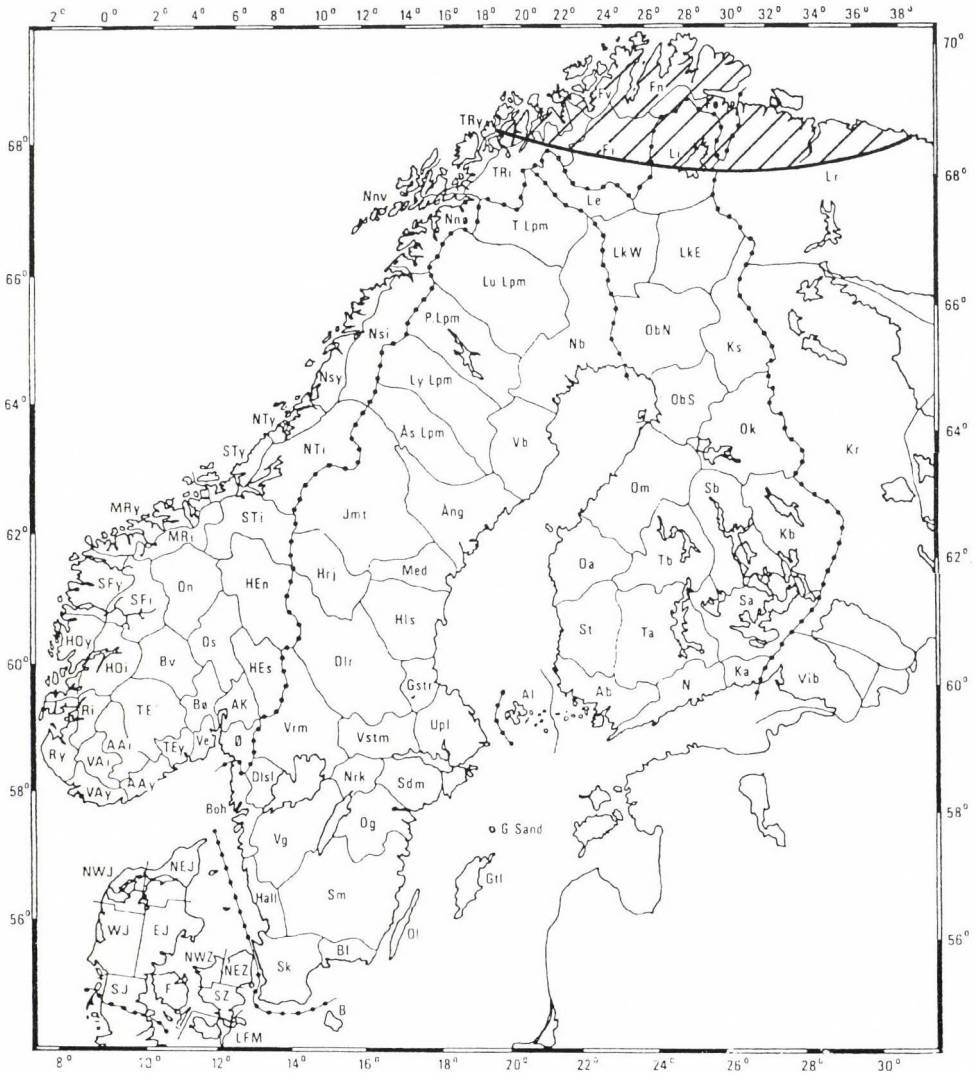 2° 0° 2° 4° 6° 8° 10° 12° 14° 16° 18° 20° 22° 24° 26° 28° 30° 32° 34° 36° 38°
70°
Fv Fn
TRy
68° Fi Li
TRi Lr 68°
Nnv Le
Nnø T Lpm
LkW LkE
66° Lu Lpm
66°
P. Lpm ObN
Nsi Nb Ks
Nsy Ly Lpm
ObS
64° NTy Ås Lpm Vb Ok 64°
STy NTi Kr
Om Sb
MRy STi Jmt Ång
Kb
62° MRi 62°
Oa Tb
On HEn Hrj Med
SFy SFi Sa
Hls
St Ta
HOy Os
60° HOi Bv HEs Dlr Ka
Gstr N Vib 60°
Al Ab
Ri TEi Bø AK
Vrm Upl
AAi Vstm
Ry TEy Ve Ø
VAi
Dlsl Nrk Sdm
58° VAy AAy 58°
Boh
Vg Og G Sand
NWJ NEJ
Gtl
Hall Sm
56° WJ EJ Öl 56°
NWZ Bl
NEZ Sk
SJ F SZ
B
LFM
8° 10° 12° 14° 16° 18° 20° 22° 24° 26° 28° 30°